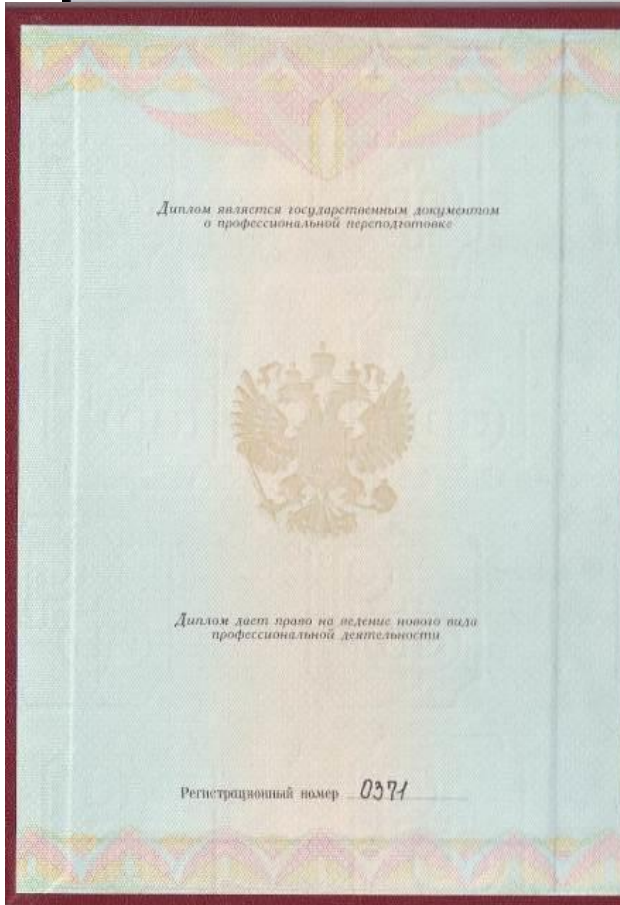 Диплом является государственным документом
о профессиональной переподготовке
Диплом дает право на ведение нового вида
профессиональной деятельности
Регистрационный номер 0371